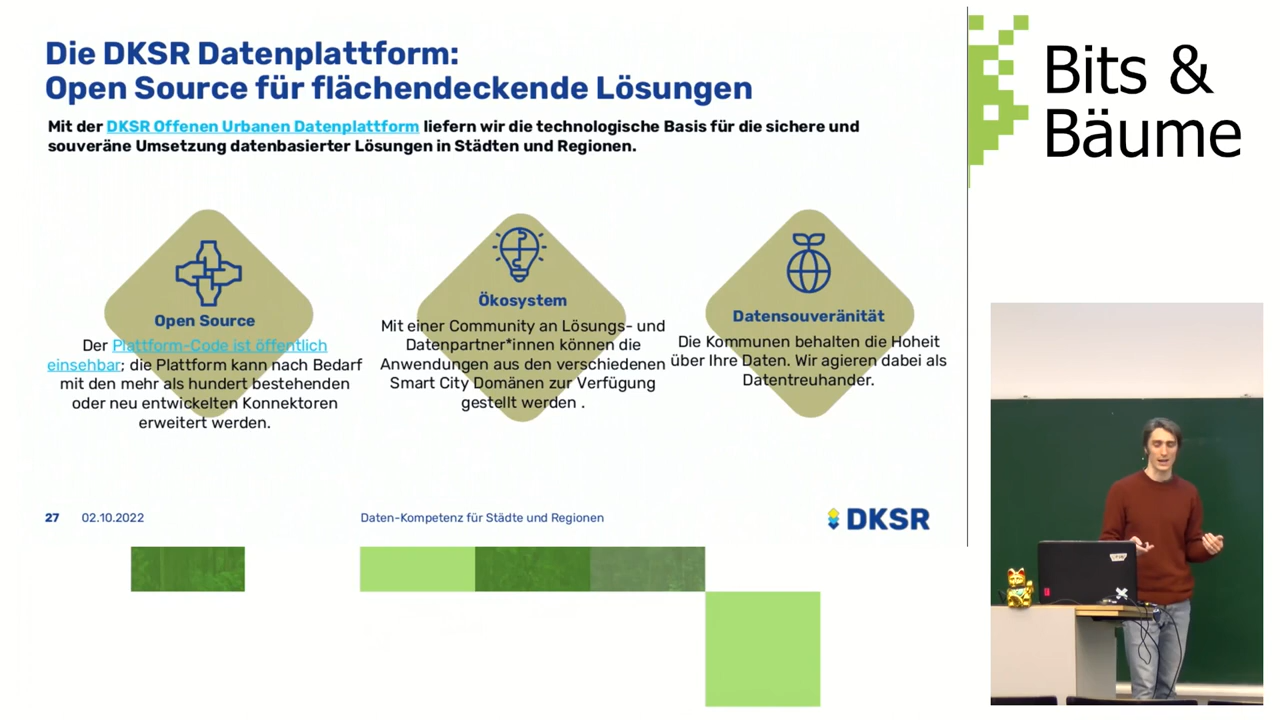 Die DKSR Datenplattform:
Open Source für flächendeckende Lösungen
Mit der DKSR Offenen Urbanen Datenplattform liefern wir die technologische Basis für die sichere und
souveräne Umsetzung datenbasierter Lösungen in Städten und Regionen.
Open Source
Der Plattform-Code ist öffentlich
einsehbar; die Plattform kann nach Bedarf
mit den mehr als hundert bestehenden
oder neu entwickelten Konnektoren
erweitert werden.
Ökosystem
Mit einer Community an Lösungs- und
Datenpartner*innen können die
Anwendungen aus den verschiedenen
Smart City Domänen zur Verfügung
gestellt werden .
Datensouveränität
Die Kommunen behalten die Hoheit
über Ihre Daten. Wir agieren dabei als
Datentreuhander.
27
02.10.2022
Daten-Kompetenz für Städte und Regionen
DKSR
Bits &
Bäume